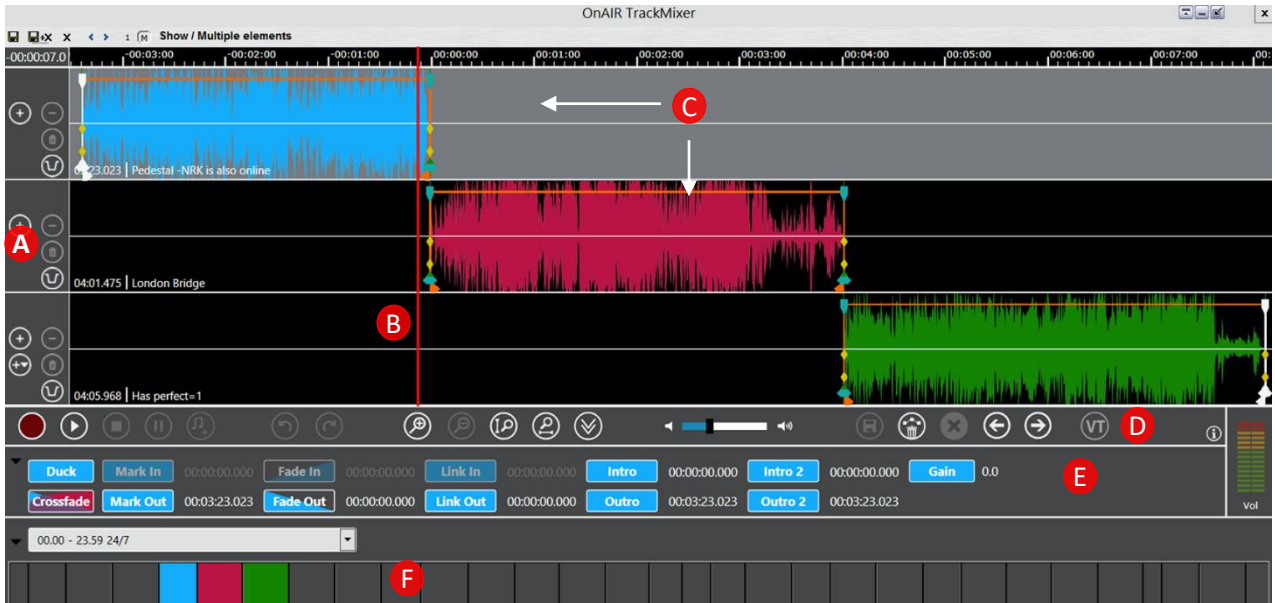 OnAIR TrackMixer
1 M Show / Multiple elements
-00:00:07.0 -00:03:00 -00:02:00 -00:01:00 00:00:00 00:01:00 00:02:00 00:03:00 00:04:00 00:05:00 00:06:00 00:07:00 00:
C
23.023 | Pedestal -NRK is also online
A
04:01.475 | London Bridge
B
04:05.968 | Has perfect=1
VT D
Duck Mark In 00:00:00.000 Fade In 00:00:00.000 Link In 00:00:00.000 Intro 00:00:00.000 Intro 2 00:00:00.000 Gain 0.0 E
Crossfade Mark Out 00:03:23.023 Fade Out 00:00:00.000 Link Out 00:00:00.000 Outro 00:03:23.023 Outro 2 00:03:23.023 Vol
00.00 - 23.59 24/7
F